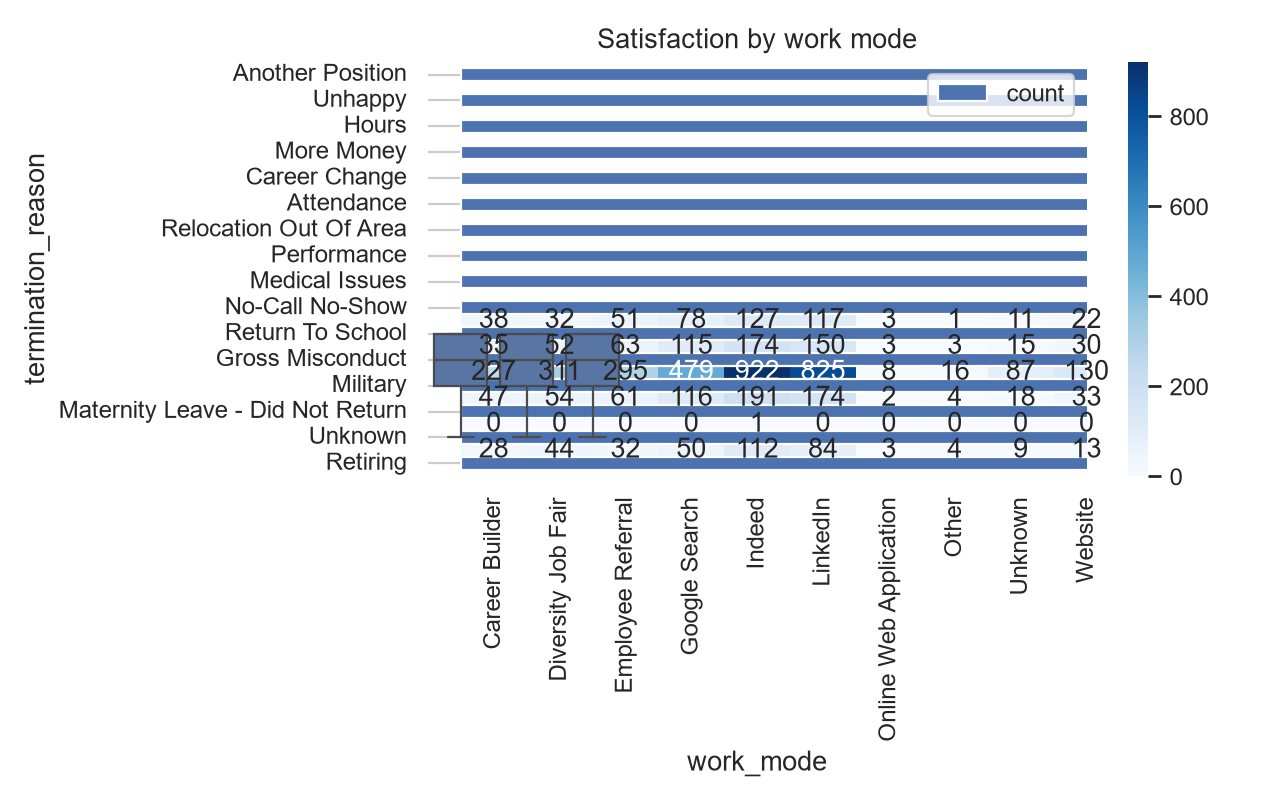 Satisfaction by work mode
count
termination_reason
Another Position
Unhappy
Hours
More Money
Career Change
Attendance
Relocation Out Of Area
Performance
Medical Issues
No-Call No-Show
38 32 51 78 127 117 3 1 11 22
Return To School
35 52 63 115 174 150 3 3 15 30
Gross Misconduct
227 311 295 479 922 825 8 16 87 130
Military
47 54 61 116 191 174 2 4 18 33
Maternity Leave - Did Not Return
0 0 0 0 1 0 0 0 0 0
Unknown
28 44 32 50 112 84 3 4 9 13
Retiring
800
600
400
200
0
Career Builder
Diversity Job Fair
Employee Referral
Google Search
Indeed
LinkedIn
Online Web Application
Other
Unknown
Website
work_mode